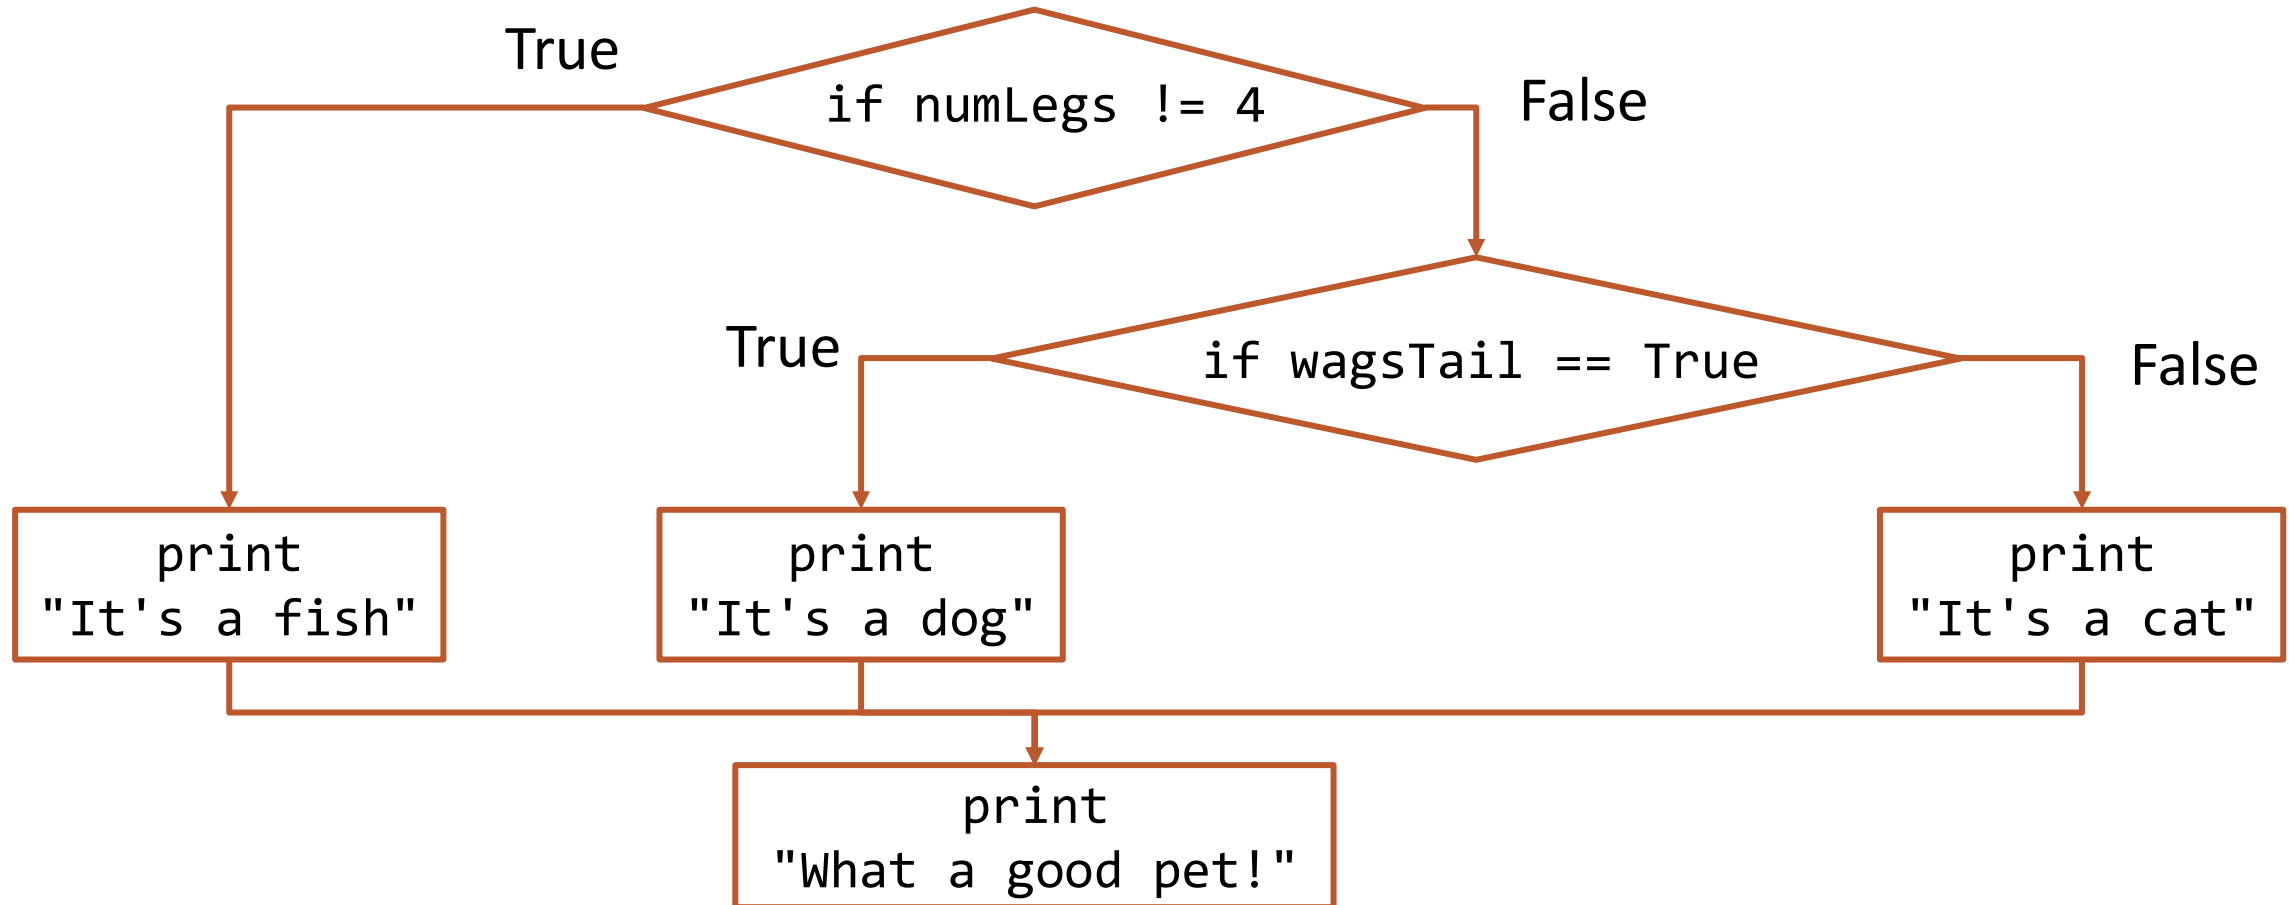 True
if numLegs != 4
False
True
if wagsTail == True
False
print
"It's a fish"
print
"It's a dog"
print
"It's a cat"
print
"What a good pet!"